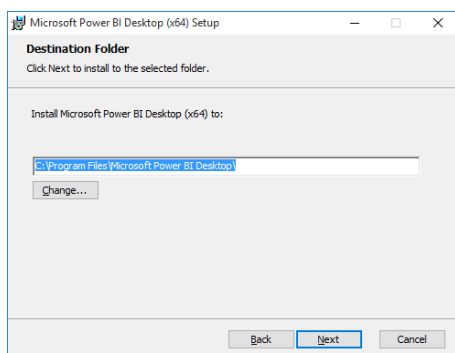 Microsoft Power BI Desktop (x64) Setup
Destination Folder
Click Next to install to the selected folder.
Install Microsoft Power BI Desktop (x64) to:
C:\Program Files\Microsoft Power BI Desktop\
Change...
Back Next Cancel